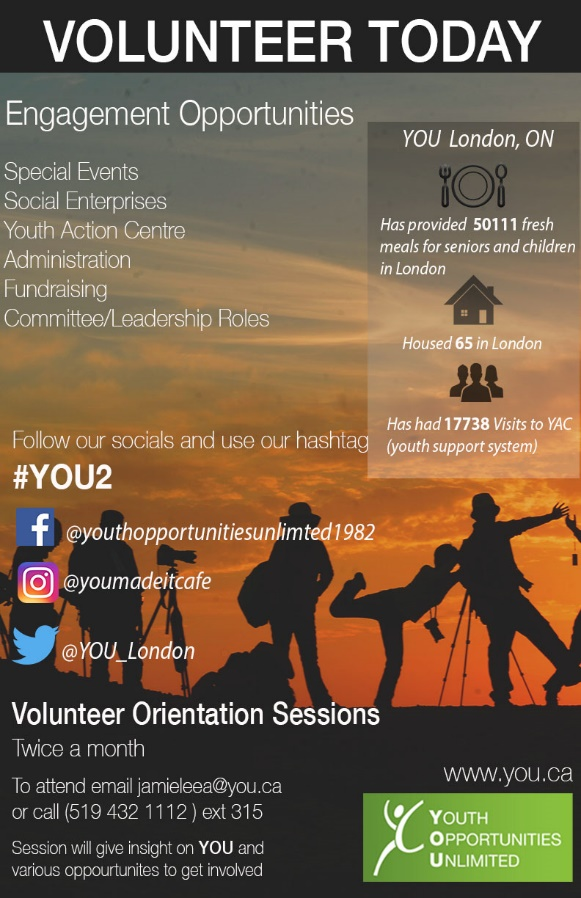 VOLUNTEER TODAY
Engagement Opportunities
Special Events
Social Enterprises
Youth Action Centre
Administration
Fundraising
Committee/Leadership Roles
YOU London, ON
Has provided 50111 fresh
meals for seniors and children
in London
Housed 65 in London
Has had 17738 Visits to YAC
(youth support system)
Follow our socials and use our hashtag
#YOU2
@youthopportunitiesunlimted1982
@youmadeitcafe
@YOU_London
Volunteer Orientation Sessions
Twice a month
To attend email jamieleea@you.ca
or call (519 432 1112 ) ext 315
Session will give insight on YOU and
various oppourtunites to get involved
www.you.ca
YOUTH
OPPORTUNITIES
UNLIMITED